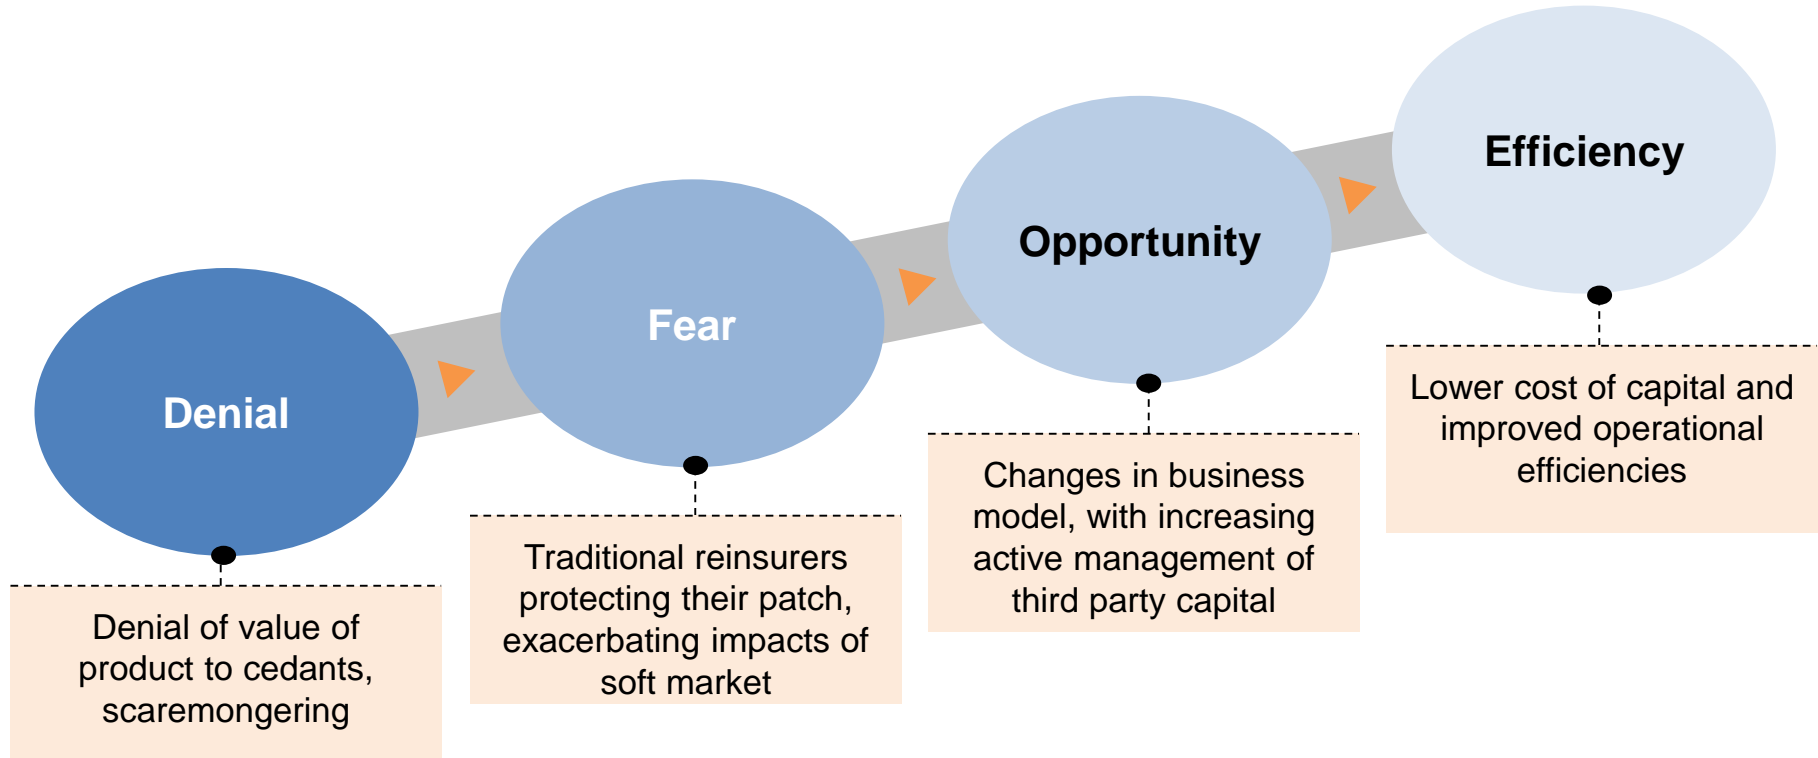 Denial
Denial of value of
product to cedants,
scaremongering
Fear
Traditional reinsurers
protecting their patch,
exacerbating impacts of
soft market
Opportunity
Changes in business
model, with increasing
active management of
third party capital
Efficiency
Lower cost of capital and
improved operational
efficiencies